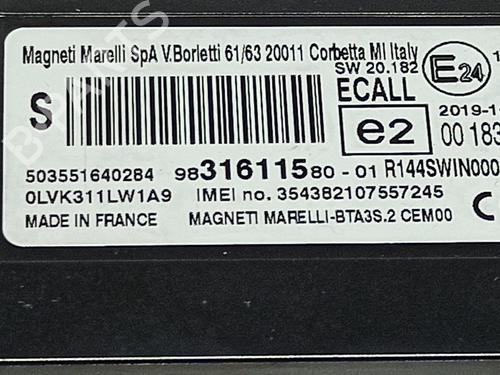 Magneti Marelli SpA V.Borletti 61/63 20011 Corbetta MI Italy
SW 20.182
E24
S
ECALL
e2
2019-1
00 183
503551640284 9831611580 - 01 R144SWIN000
0LVK311LW1A9 IMEI no. 354382107557245
MADE IN FRANCE MAGNETI MARELLI-BTA3S.2 CEM00
B-PARTS